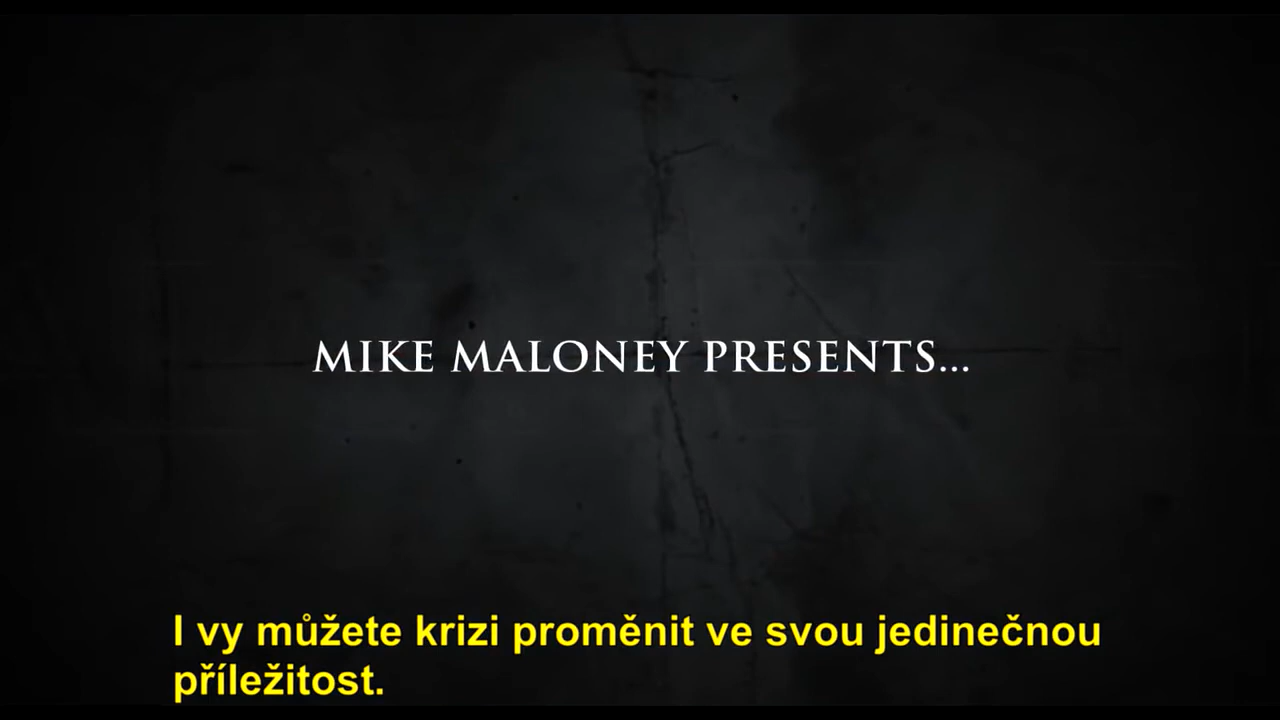 MIKE MALONEY PRESENTS...
I vy můžete krizi proměnit ve svou jedinečnou
příležitost.